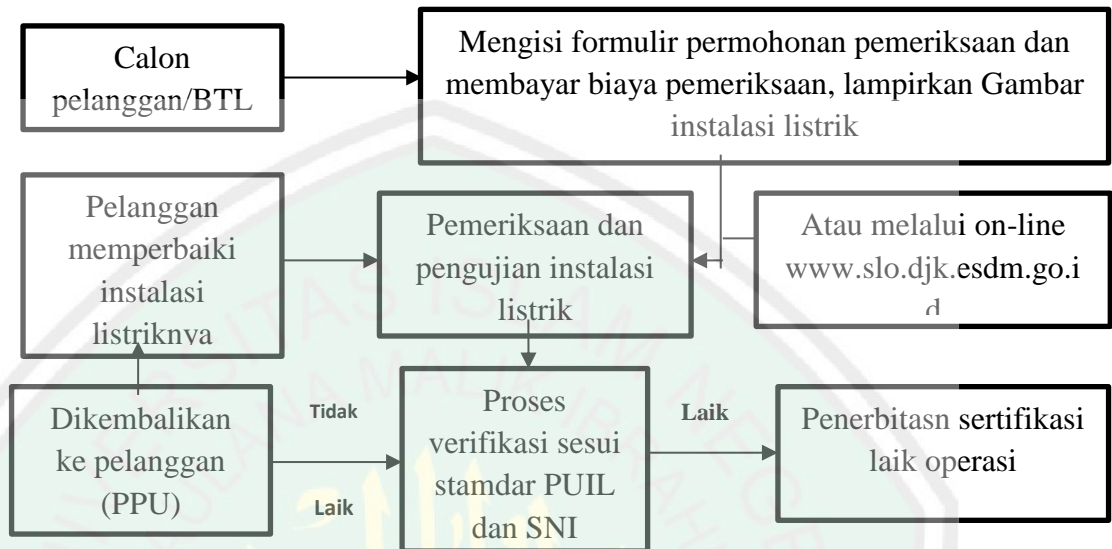 Calon
pelanggan/BTL
Mengisi formulir permohonan pemeriksaan dan
membayar biaya pemeriksaan, lampirkan Gambar
instalasi listrik
Pelanggan
memperbaiki
instalasi
listriknya
Pemeriksaan dan
pengujian instalasi
listrik
Atau melalui on-line
www.slo.djk.esdm.go.i
d
Dikembalikan
ke pelanggan
(PPU)
Tidak
Laik
Proses
verifikasi sesui
stamdar PUIL
dan SNI
Laik
Penerbitasn sertifikasi
laik operasi